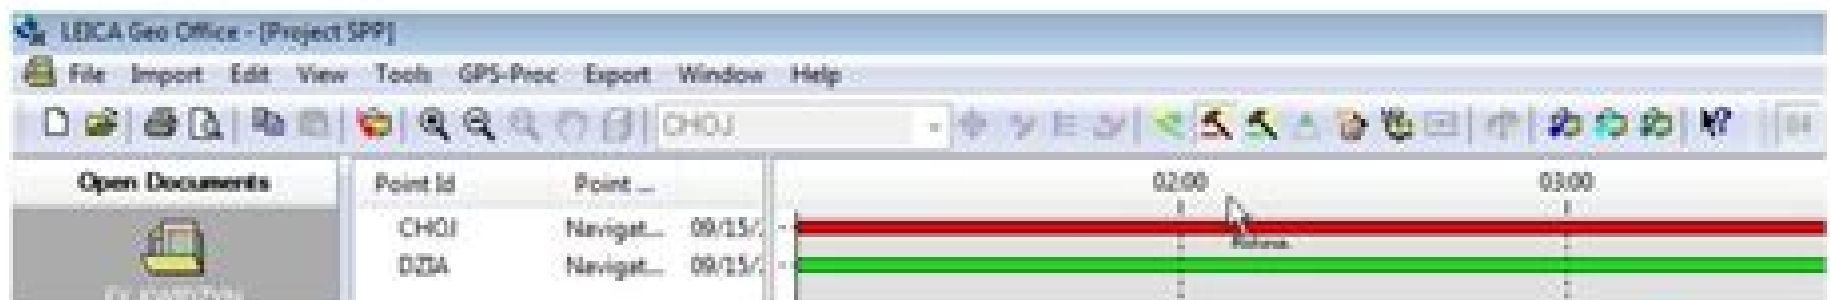 LEICA Geo Office - [Project SPP]
File Import Edit View Tools GPS-Proc Export Window Help
CHOJ
Open Documents
Point Id Point ... 02:00 03:00
CHOJ Navigat... 09/15/.
DZIA Navigat... 09/15/.